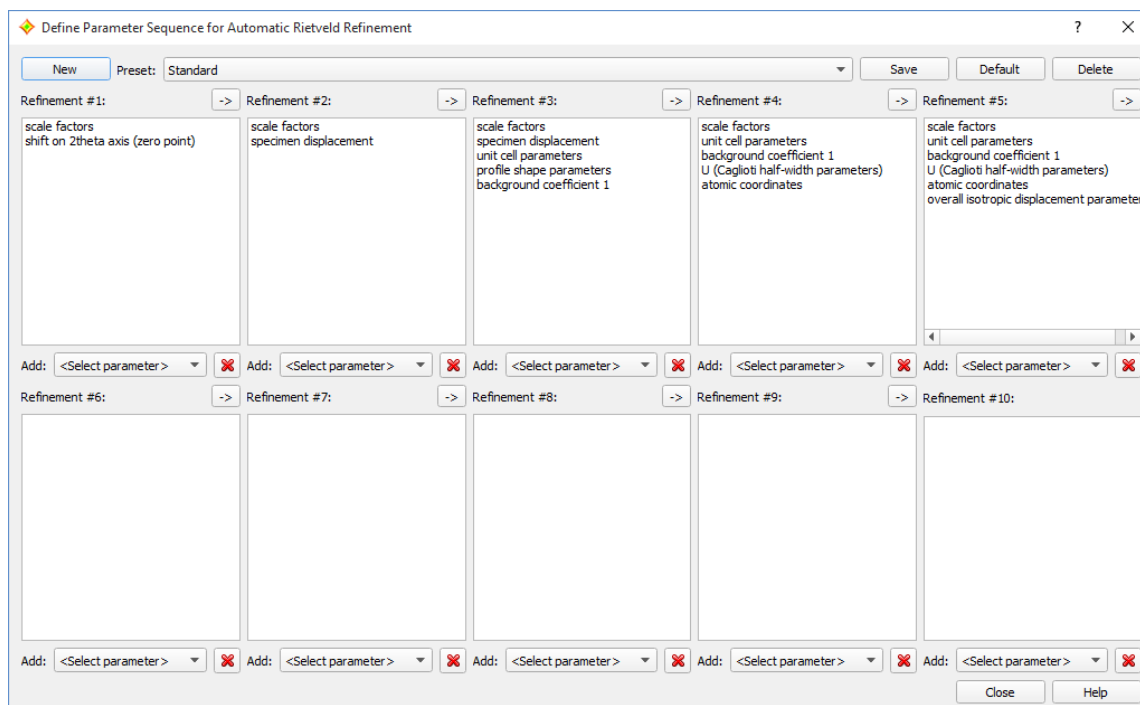 Define Parameter Sequence for Automatic Rietveld Refinement ?
New Preset: Standard Save Default Delete
Refinement #1: -> Refinement #2: -> Refinement #3: -> Refinement #4: -> Refinement #5: ->
scale factors
shift on 2theta axis (zero point)
scale factors
specimen displacement
scale factors
specimen displacement
unit cell parameters
profile shape parameters
background coefficient 1
scale factors
unit cell parameters
background coefficient 1
U (Caglioti half-width parameters)
atomic coordinates
scale factors
unit cell parameters
background coefficient 1
U (Caglioti half-width parameters)
atomic coordinates
overall isotropic displacement parameter
Add: <Select parameter> Add: <Select parameter> Add: <Select parameter> Add: <Select parameter> Add: <Select parameter>
Refinement #6: -> Refinement #7: -> Refinement #8: -> Refinement #9: -> Refinement #10:
Add: <Select parameter> Add: <Select parameter> Add: <Select parameter> Add: <Select parameter> Add: <Select parameter>
Close Help